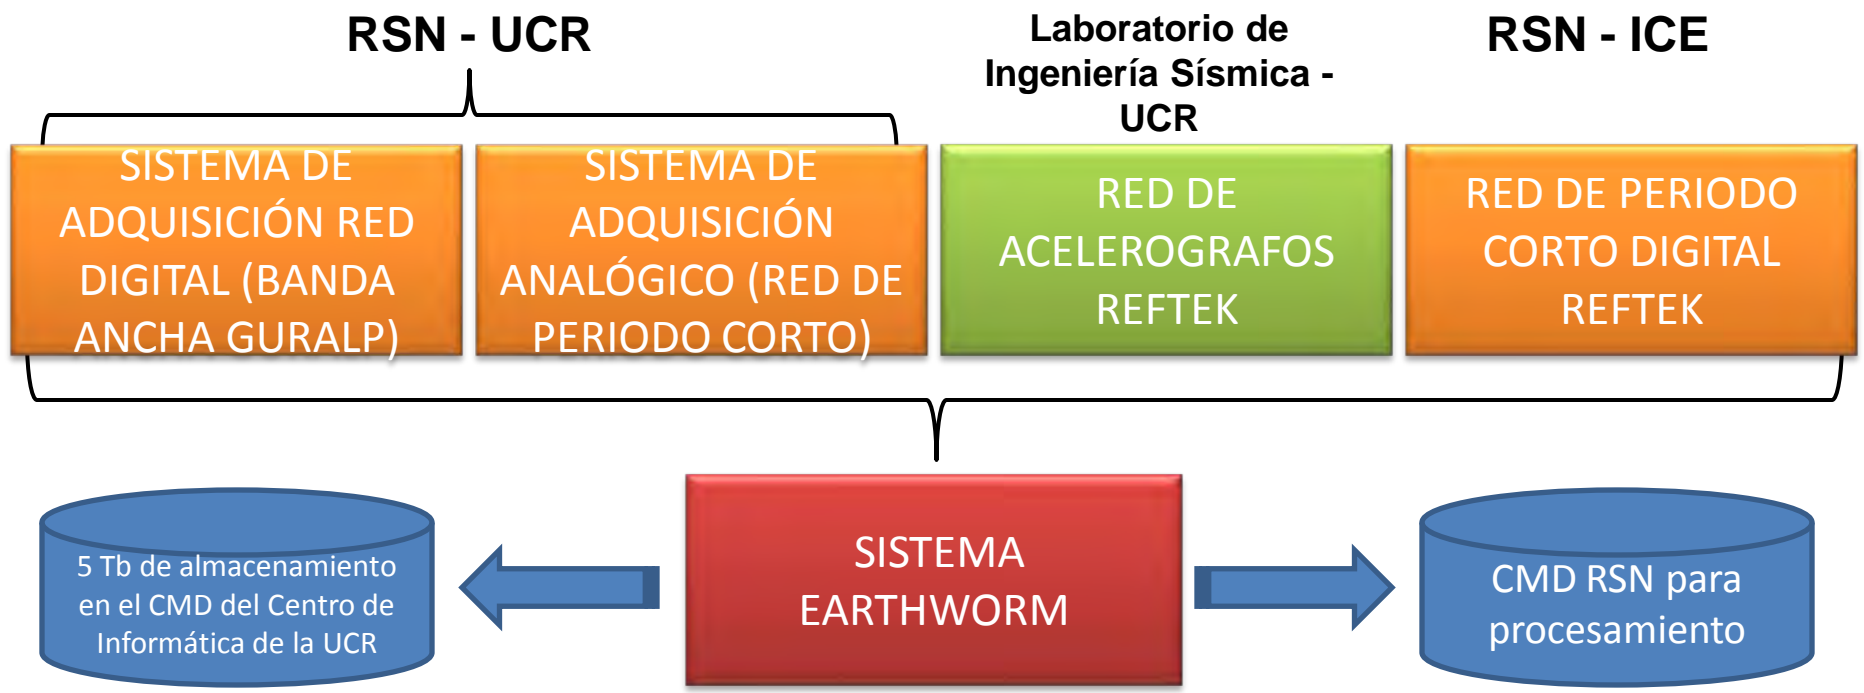 RSN - UCR
Laboratorio de
Ingeniería Sísmica -
UCR
RSN - ICE
SISTEMA DE
ADQUISICIÓN RED
DIGITAL (BANDA
ANCHA GURALP)
SISTEMA DE
ADQUISICIÓN
ANALÓGICO (RED DE
PERIODO CORTO)
RED DE
ACELEROGRAFOS
REFTEK
RED DE PERIODO
CORTO DIGITAL
REFTEK
5 Tb de almacenamiento
en el CMD del Centro de
Informática de la UCR
SISTEMA
EARTHWORM
CMD RSN para
procesamiento